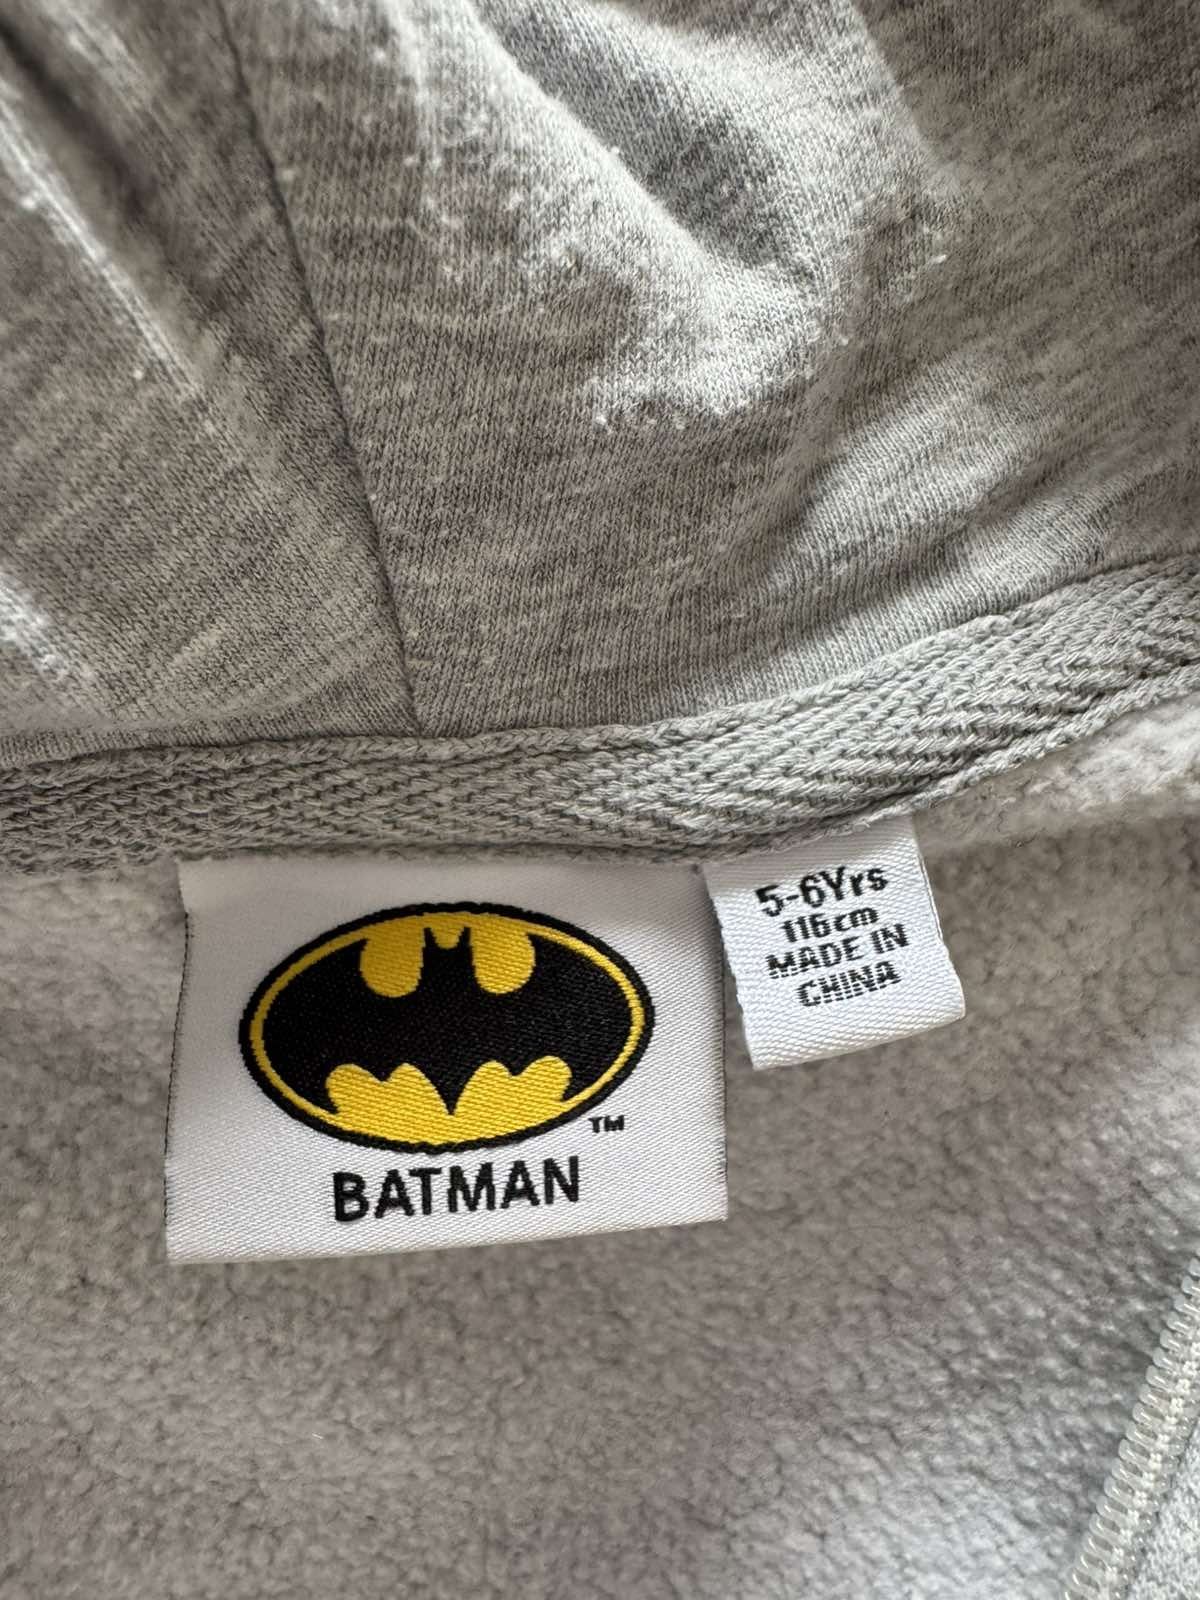 5-6Yrs
116cm
MADE IN
CHINA
TM
BATMAN